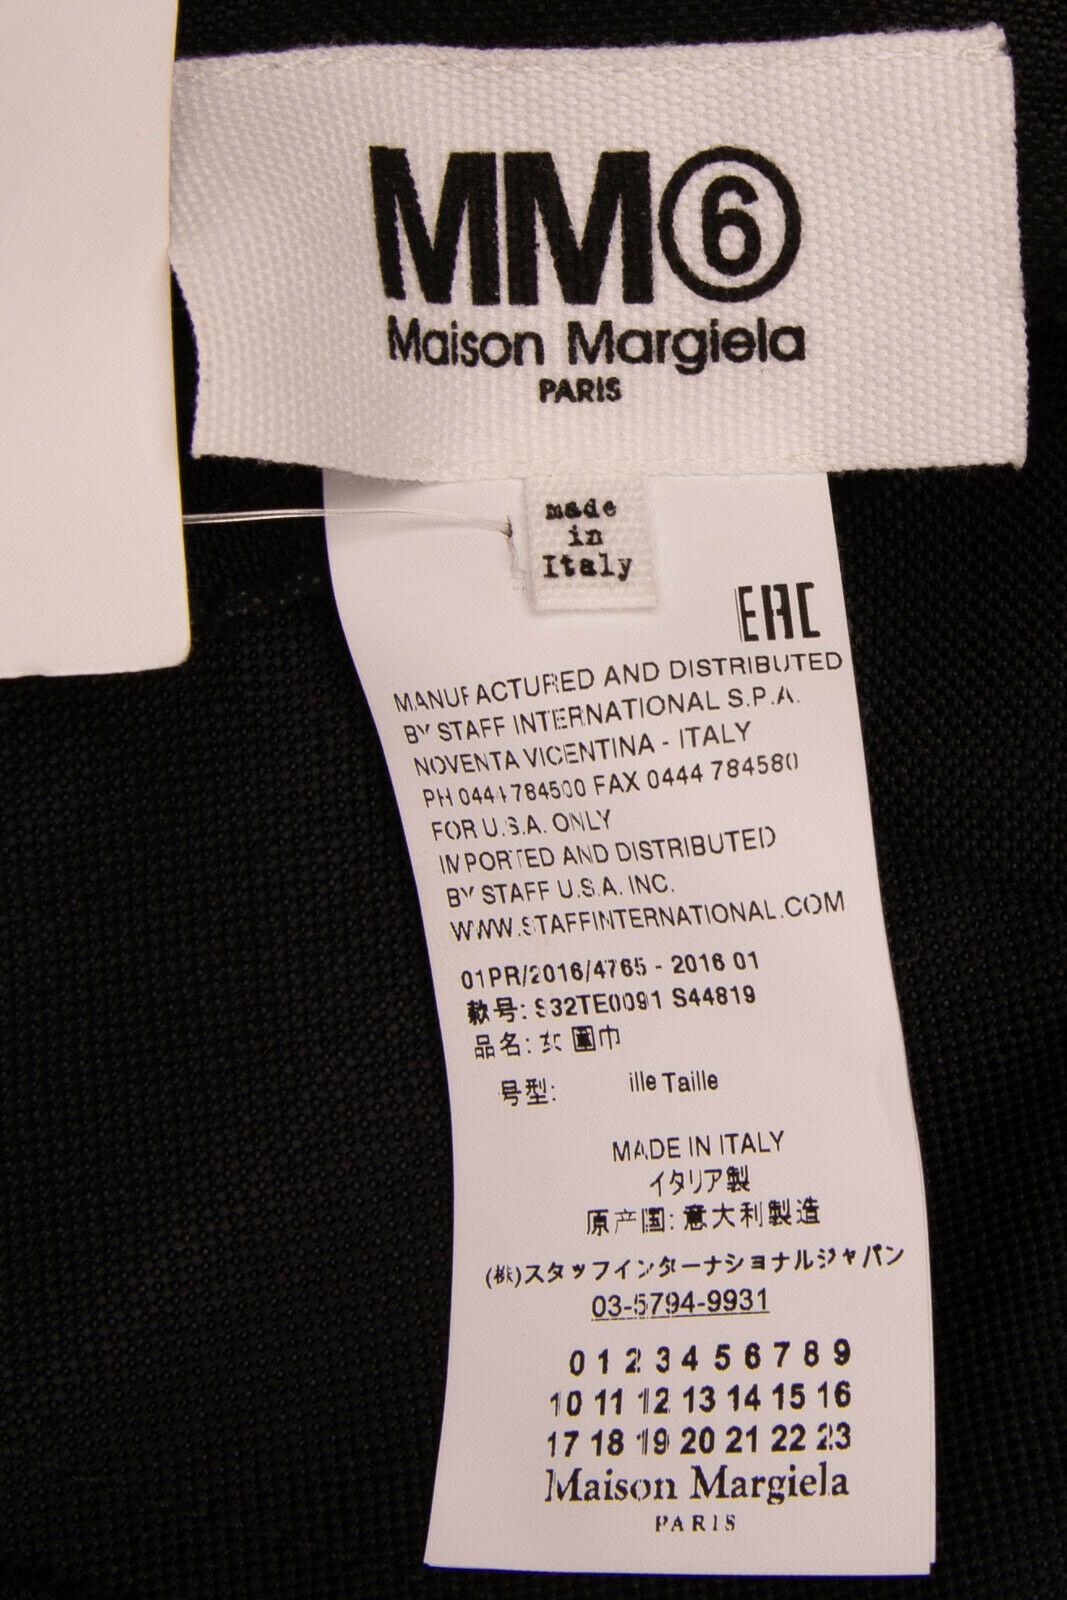 MM⑥
Maison Margiela
PARIS
made
in
Italy
EAC
MANUFACTURED AND DISTRIBUTED
BY STAFF INTERNATIONAL S.P.A.
NOVENTA VICENTINA - ITALY
PH 0444 784500 FAX 0444 784580
FOR U.S.A. ONLY
IMPORTED AND DISTRIBUTED
BY STAFF U.S.A. INC.
WWW.STAFFINTERNATIONAL.COM
01PR/2016/4765 - 2016 01
款号: S32TE0091 S44819
品名: 女 圍巾
号型: ille Taille
MADE IN ITALY
イタリア製
原产国: 意大利製造
(株)スタッフインターナショナルジャパン
03-5794-9931
0 1 2 3 4 5 6 7 8 9
10 11 12 13 14 15 16
17 18 19 20 21 22 23
Maison Margiela
PARIS